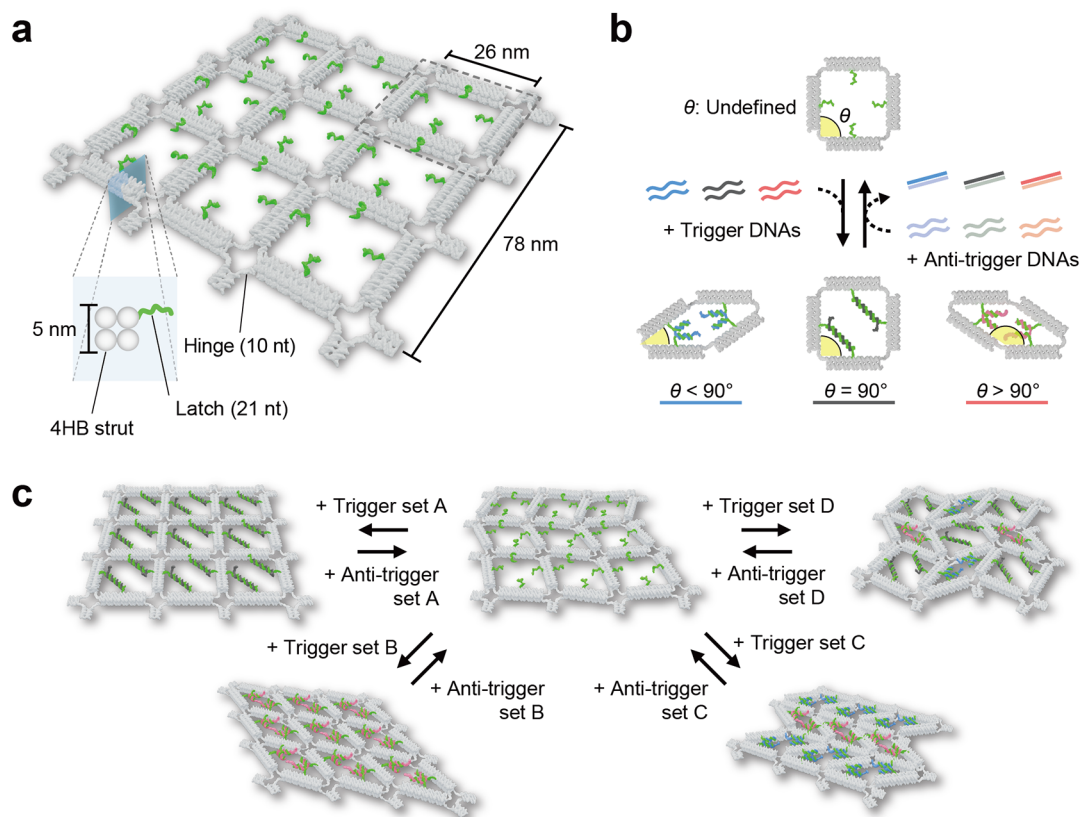 a
26 nm
78 nm
5 nm
Hinge (10 nt)
Latch (21 nt)
4HB strut
b
θ: Undefined
θ
+ Trigger DNAs
+ Anti-trigger DNAs
θ < 90°
θ = 90°
θ > 90°
c
+ Trigger set A
+ Anti-trigger
set A
+ Trigger set D
+ Anti-trigger
set D
+ Trigger set B
+ Anti-trigger
set B
+ Trigger set C
+ Anti-trigger
set C